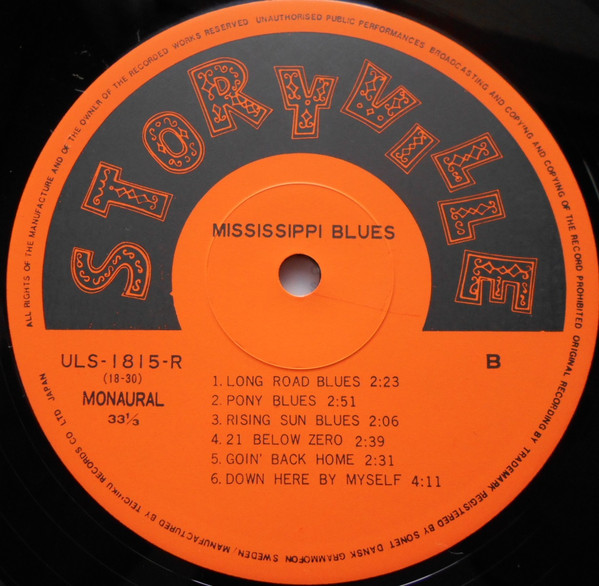 ALL RIGHTS OF THE MANUFACTURE AND OF THE OWNER OF THE RECORDED WORKS RESERVED UNAUTHORISED PUBLIC PERFORMANCES BROADCASTING AND COPYING AND COPYING OF THE RECORD PROHIBITED ORIGINAL RECORDING BY TRADEMARK REGISTERED BY SONET DANSK GRAMMOFON SWEDEN, MANUFACTURED BY TEICHIKU RECORDS CO. LTD. JAPAN
STORYVILLE
MISSISSIPPI BLUES
ULS-1815-R
(18-30)
MONAURAL
33⅓
B
1. LONG ROAD BLUES 2:23
2. PONY BLUES 2:51
3. RISING SUN BLUES 2:06
4. 21 BELOW ZERO 2:39
5. GOIN' BACK HOME 2:31
6. DOWN HERE BY MYSELF 4:11